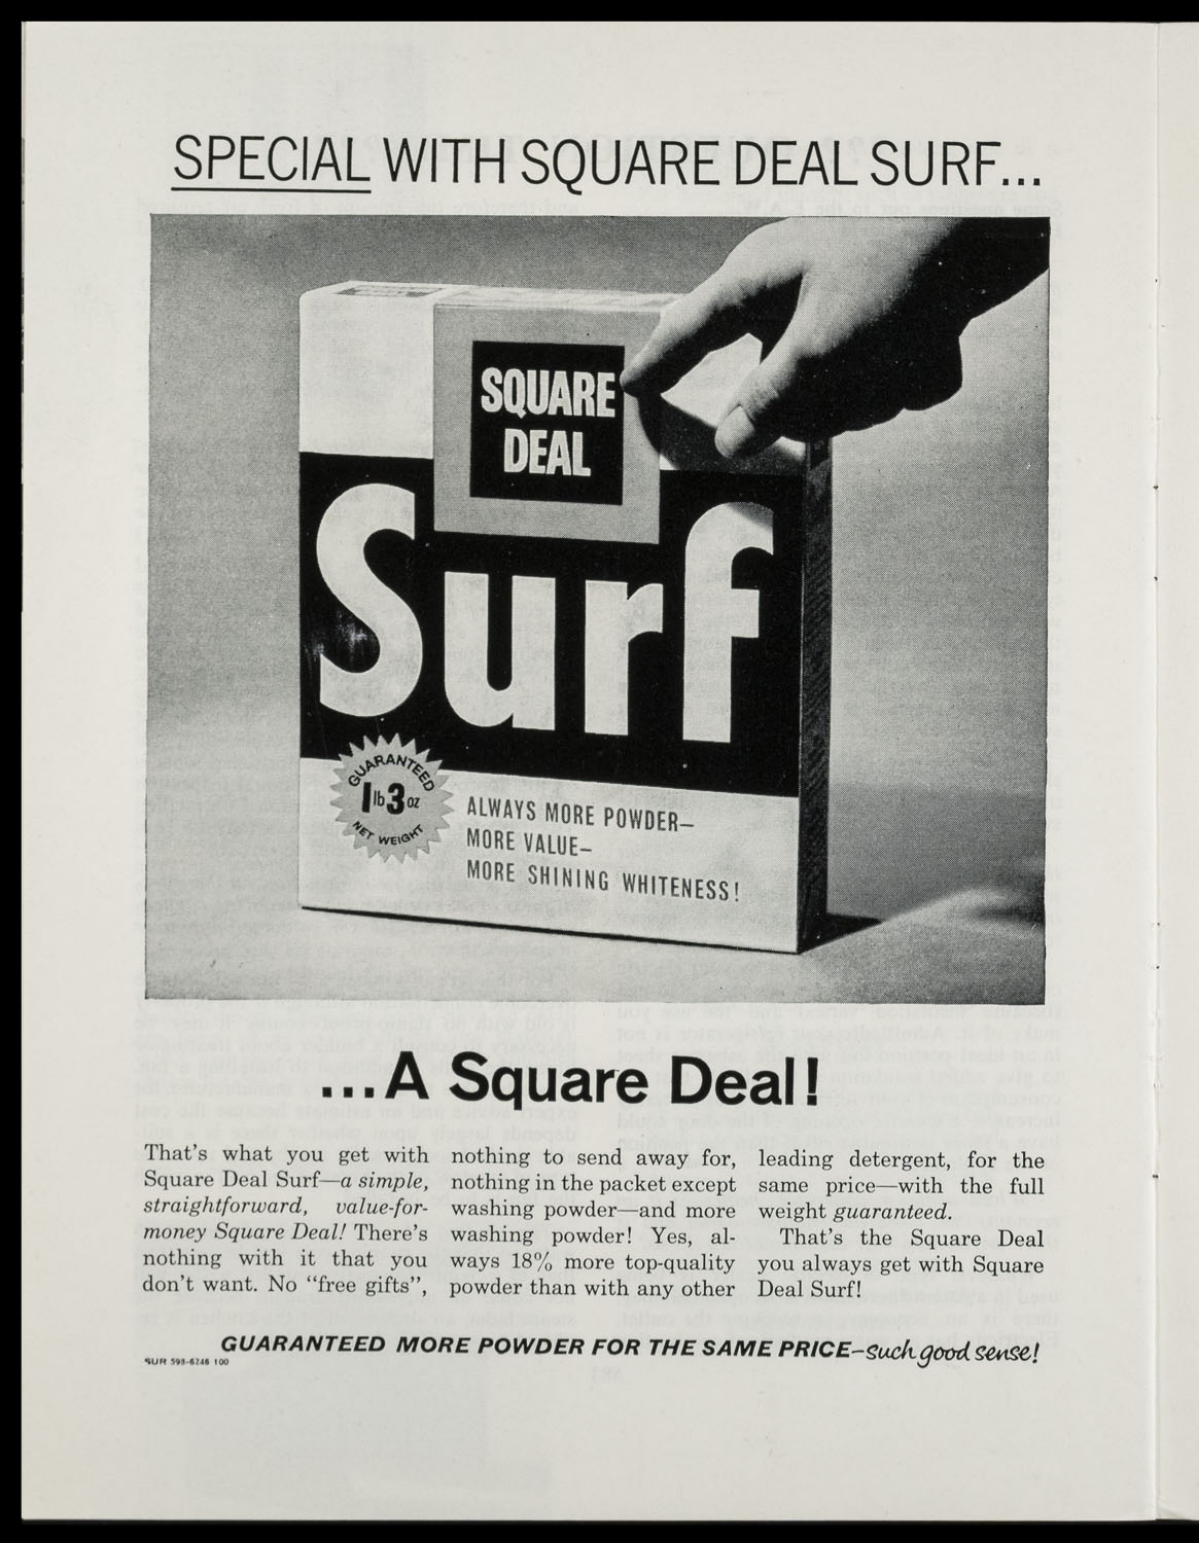 SPECIAL WITH SQUARE DEAL SURF...
SQUARE
DEAL
Surf
GUARANTEED
1lb 3oz
NET WEIGHT
ALWAYS MORE POWDER—
MORE VALUE—
MORE SHINING WHITENESS!
...A Square Deal!
That's what you get with
Square Deal Surf—a simple,
straightforward, value-for-
money Square Deal! There's
nothing with it that you
don't want. No “free gifts”,
nothing to send away for,
nothing in the packet except
washing powder—and more
washing powder! Yes, al-
ways 18% more top-quality
powder than with any other
leading detergent, for the
same price—with the full
weight guaranteed.
That's the Square Deal
you always get with Square
Deal Surf!
GUARANTEED MORE POWDER FOR THE SAME PRICE—such good sense!
SUR 598-6246 100